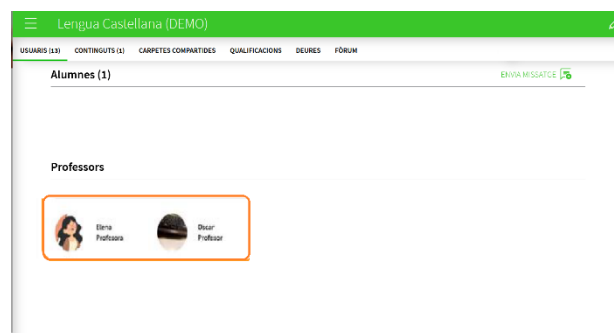 Lengua Castellana (DEMO)
USUARIS (13) CONTINGUTS (1) CARPETES COMPARTIDES QUALIFICACIONS DEURES FÒRUM
Alumnes (1)
ENVIA MISSATGE
Professors
Elena
Professora
Oscar
Professor